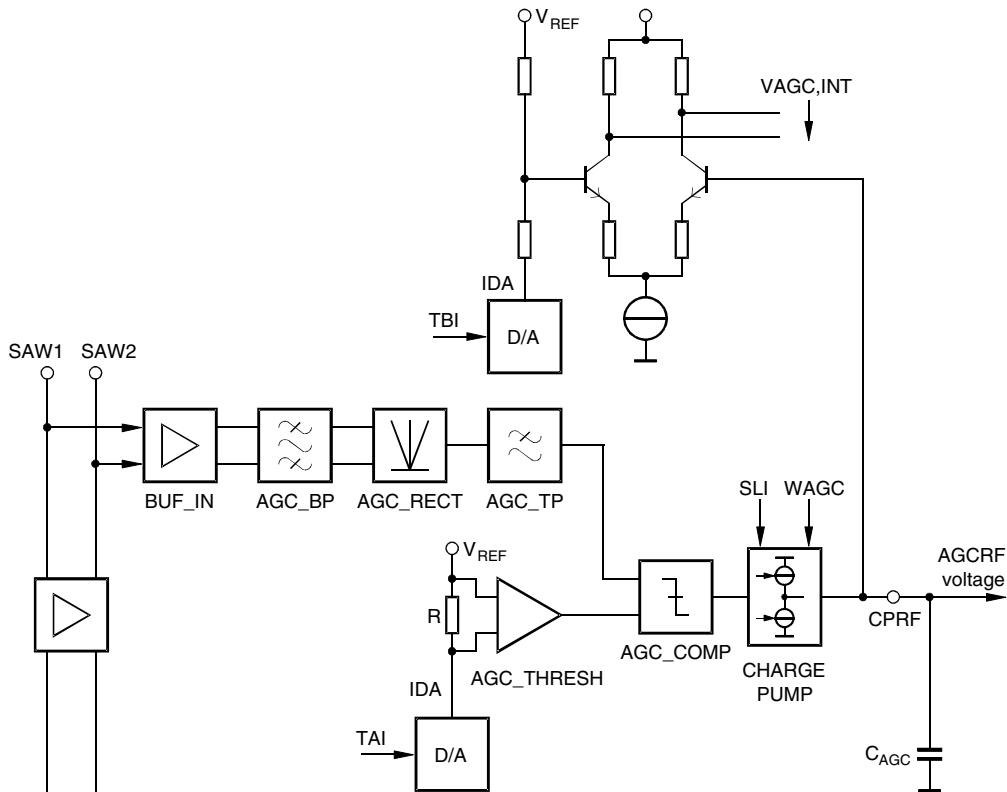 VREF
VAGC,INT
IDA
TBI
D/A
SAW1 SAW2
BUF_IN AGC_BP AGC_RECT AGC_TP
SLI WAGC
VREF
AGCRF
voltage
R
CPRF
AGC_COMP
AGC_THRESH
CHARGE
PUMP
IDA
TAI
D/A
CAGC